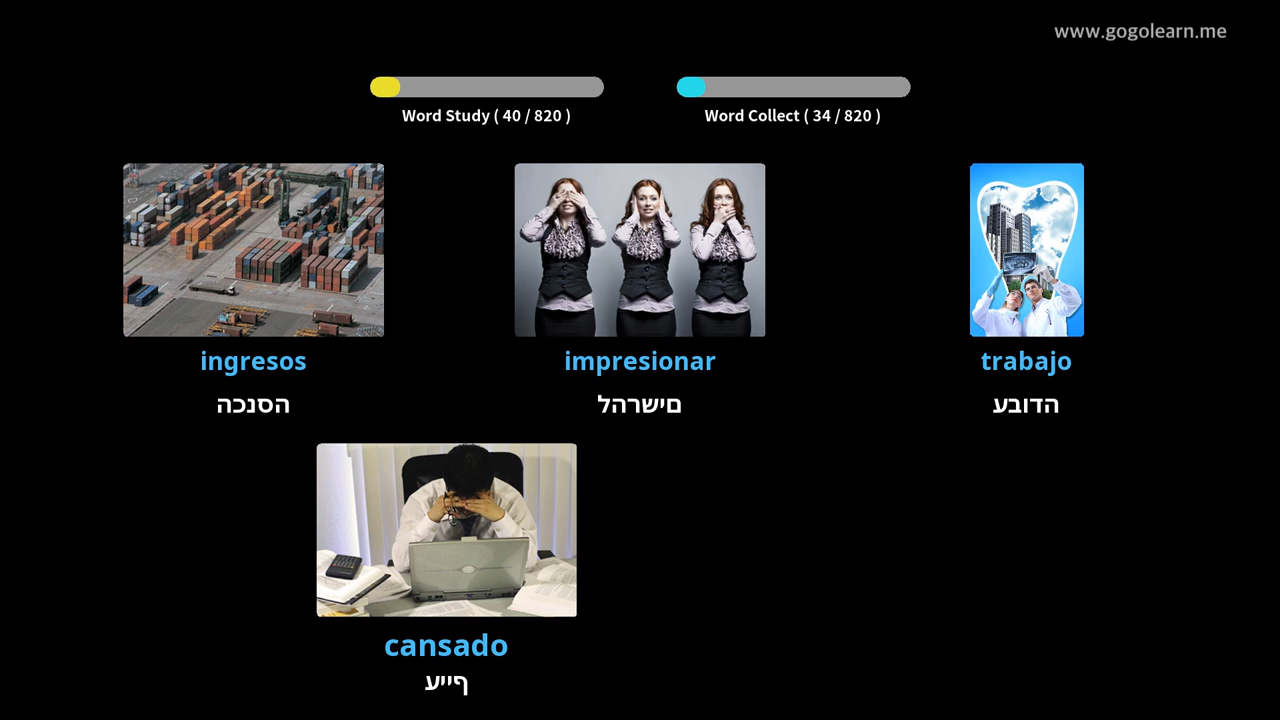 www.gogolearn.me
Word Study ( 40 / 820 )
Word Collect ( 34 / 820 )
ingresos
הסנכה
impresionar
םישרהל
trabajo
הדובע
cansado
ףייע